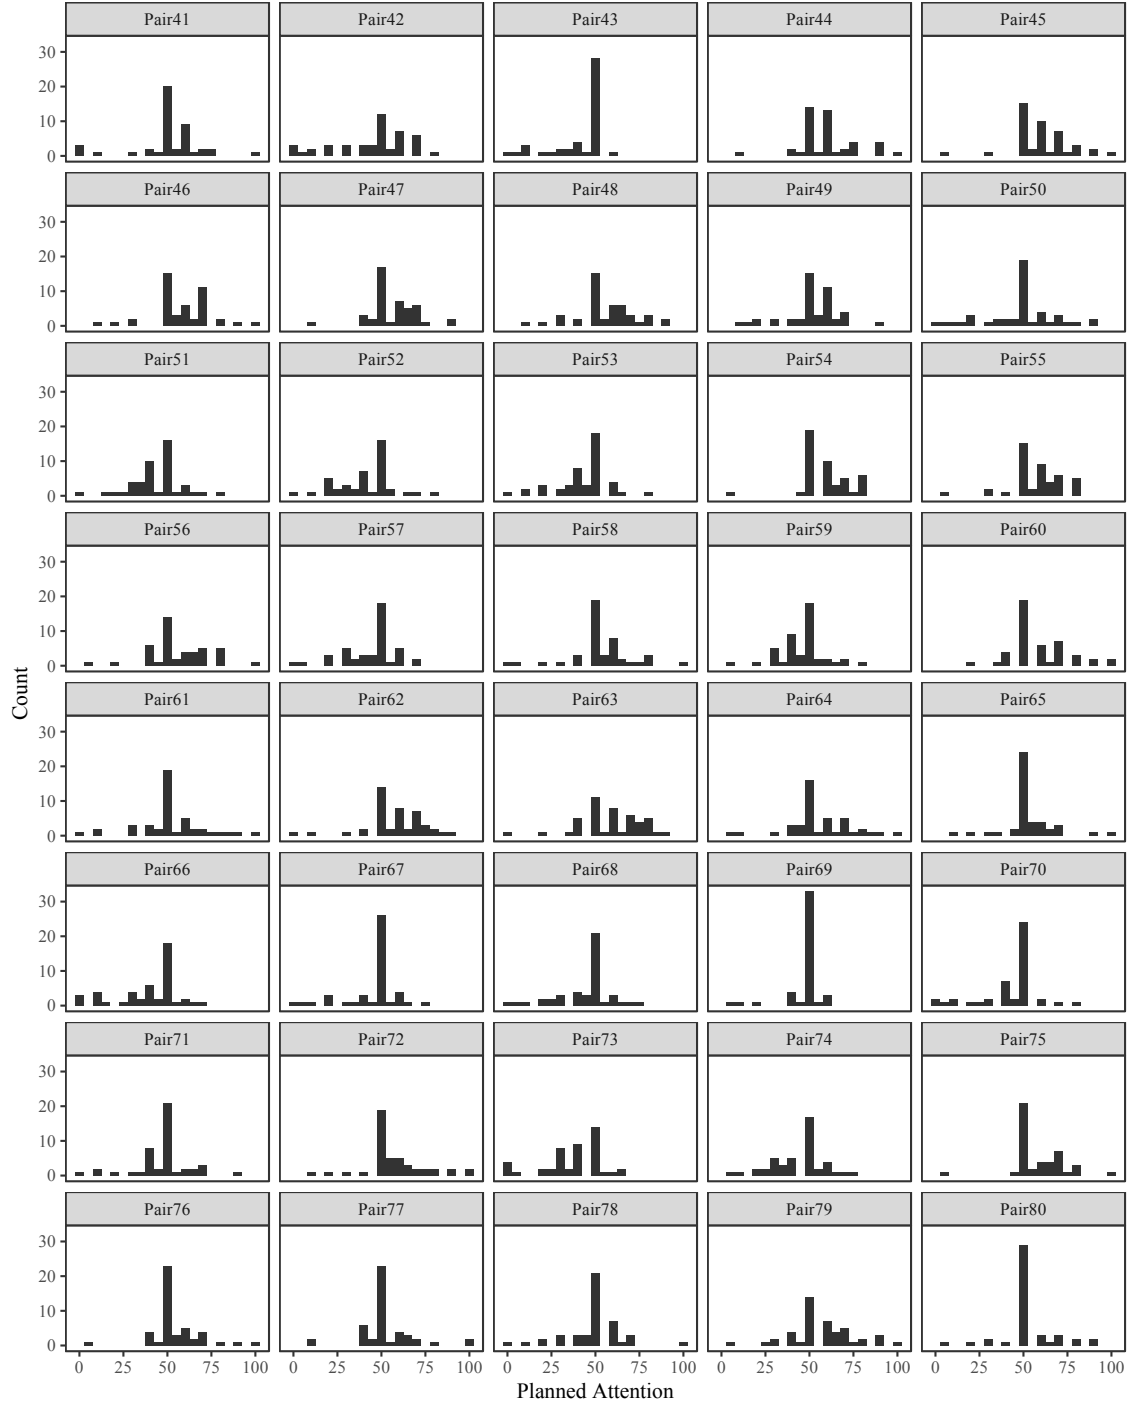 Pair41 Pair42 Pair43 Pair44 Pair45
30
20
10
0
Pair46 Pair47 Pair48 Pair49 Pair50
30
20
10
0
Pair51 Pair52 Pair53 Pair54 Pair55
30
20
10
0
Pair56 Pair57 Pair58 Pair59 Pair60
30
20
10
0
Count
Pair61 Pair62 Pair63 Pair64 Pair65
30
20
10
0
Pair66 Pair67 Pair68 Pair69 Pair70
30
20
10
0
Pair71 Pair72 Pair73 Pair74 Pair75
30
20
10
0
Pair76 Pair77 Pair78 Pair79 Pair80
30
20
10
0
0 25 50 75 100 0 25 50 75 100 0 25 50 75 100 0 25 50 75 100 0 25 50 75 100
Planned Attention